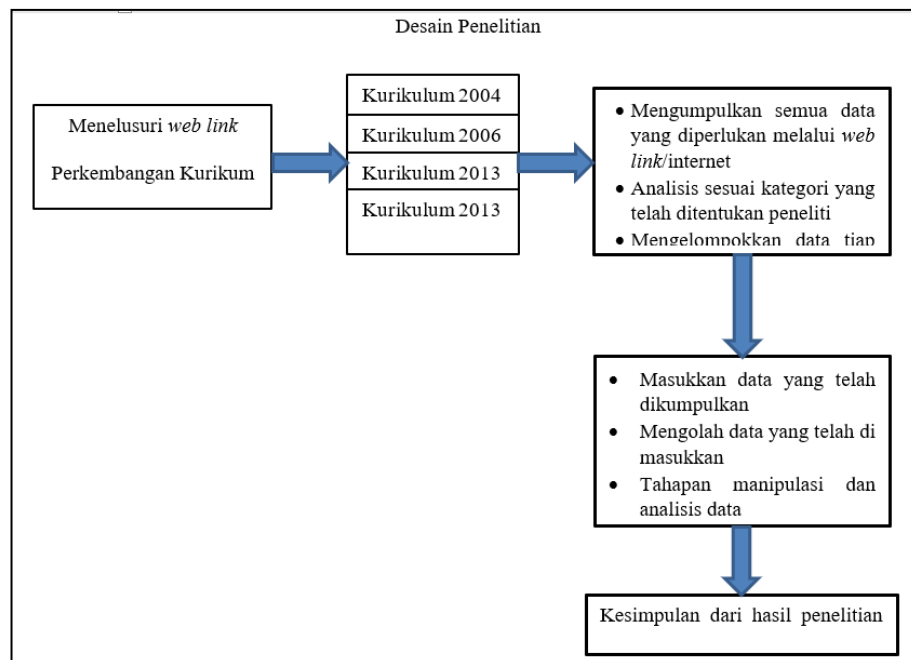 Desain Penelitian
Menelusuri web link
Perkembangan Kurikum
Kurikulum 2004
Kurikulum 2006
Kurikulum 2013
Kurikulum 2013
• Mengumpulkan semua data
yang diperlukan melalui web
link/internet
• Analisis sesuai kategori yang
telah ditentukan peneliti
• Mengelompokkan data tiap
• Masukkan data yang telah
dikumpulkan
• Mengolah data yang telah di
masukkan
• Tahapan manipulasi dan
analisis data
Kesimpulan dari hasil penelitian